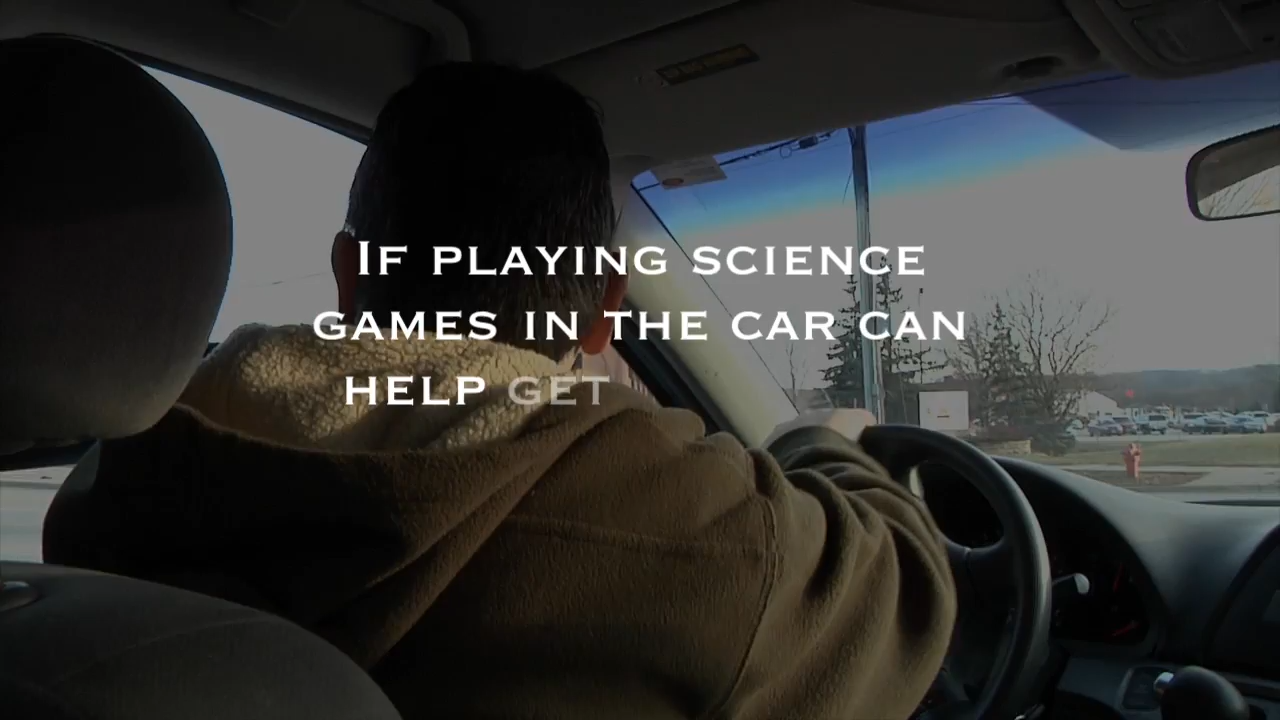 If playing science
games in the car can
help get